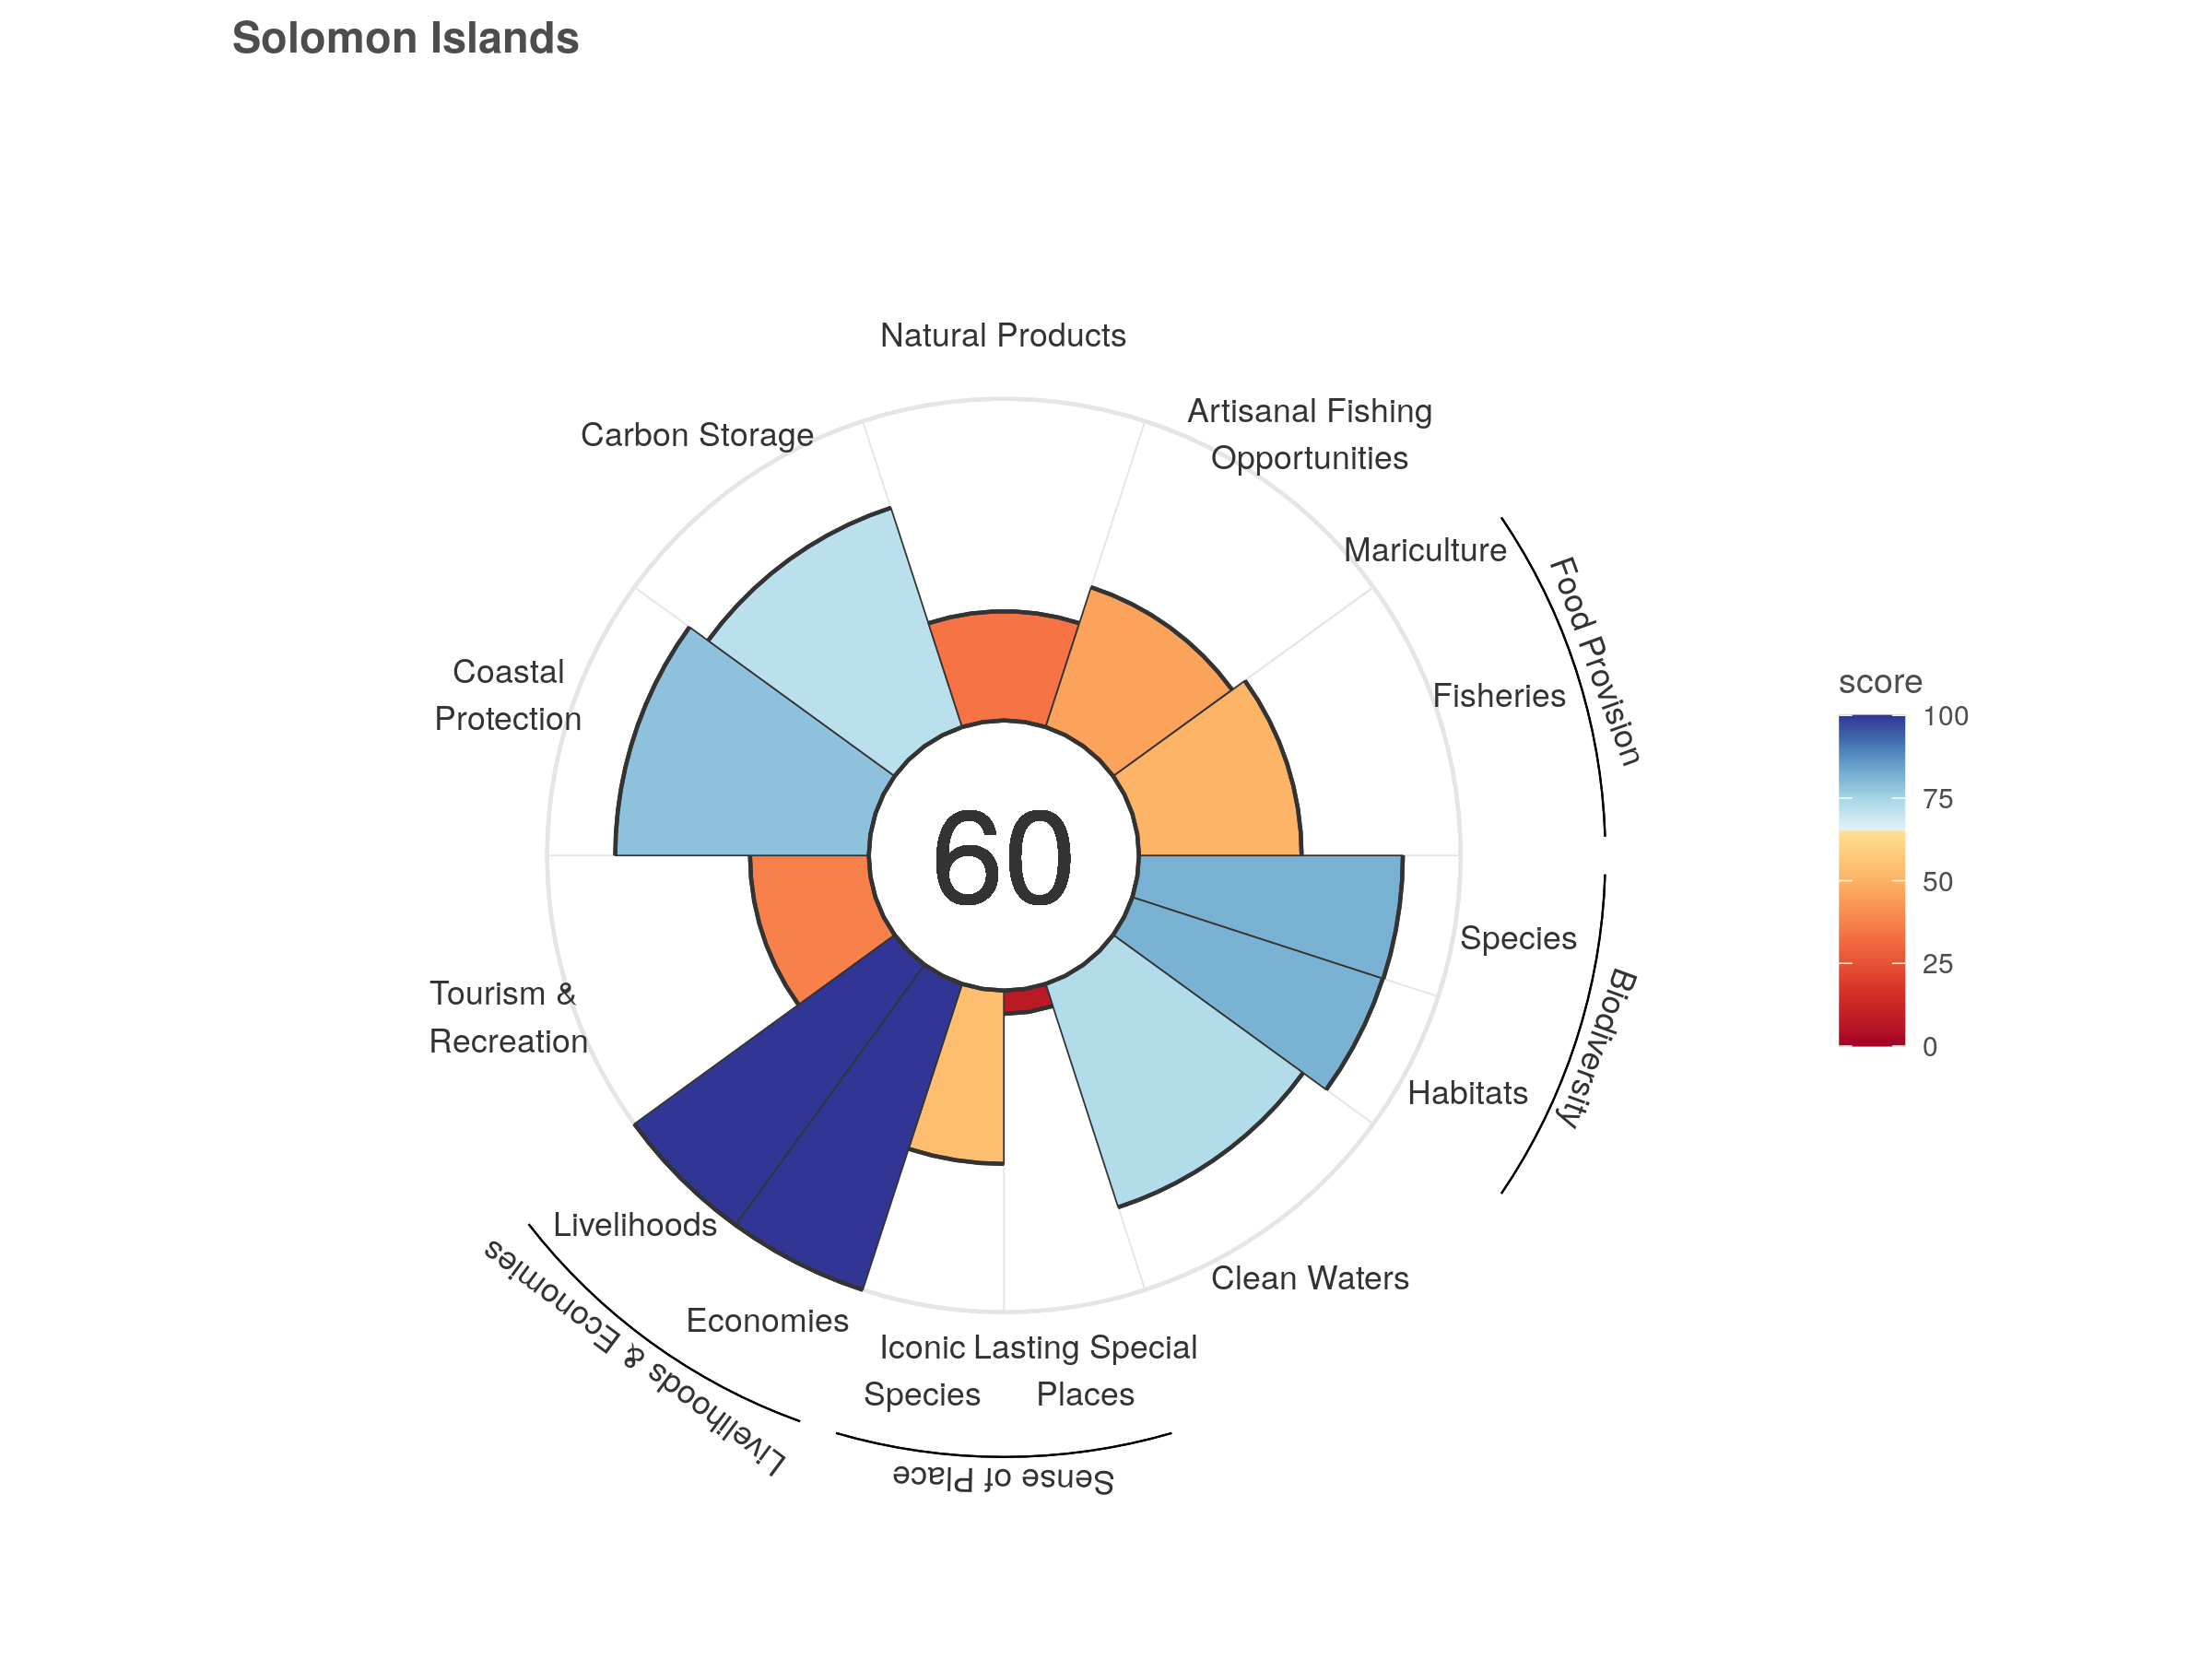 Solomon Islands
Natural Products
Artisanal Fishing
Opportunities
Carbon Storage
Mariculture
Food Provision
Coastal
Protection
Fisheries
score
100
75
50
25
0
60
Species
Biodiversity
Tourism &
Recreation
Habitats
Livelihoods
Clean Waters
Economies
Livelihoods & Economies
Iconic
Species
Lasting Special
Places
Sense of Place